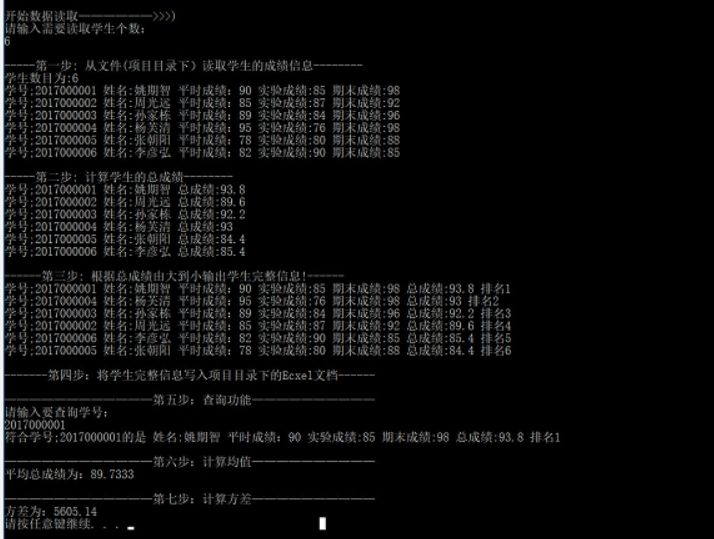 开始数据读取——————>>>)
请输入需要读取学生个数：
6
-----第一步: 从文件(项目目录下) 读取学生的成绩信息--------
学生数目为:6
学号;2017000001 姓名:姚期智 平时成绩: 90 实验成绩:85 期末成绩:98
学号;2017000002 姓名:周光远 平时成绩: 85 实验成绩:87 期末成绩:92
学号;2017000003 姓名:孙家栋 平时成绩: 89 实验成绩:84 期末成绩:96
学号;2017000004 姓名:杨芙清 平时成绩: 95 实验成绩:76 期末成绩:98
学号;2017000005 姓名:张朝阳 平时成绩: 78 实验成绩:80 期末成绩:88
学号;2017000006 姓名:李彦弘 平时成绩: 82 实验成绩:90 期末成绩:85
-----第二步: 计算学生的总成绩--------
学号;2017000001 姓名:姚期智 总成绩:93.8
学号;2017000002 姓名:周光远 总成绩:89.6
学号;2017000003 姓名:孙家栋 总成绩:92.2
学号;2017000004 姓名:杨芙清 总成绩:93
学号;2017000005 姓名:张朝阳 总成绩:84.4
学号;2017000006 姓名:李彦弘 总成绩:85.4
------第三步: 根据总成绩由大到小输出学生完整信息!------
学号;2017000001 姓名:姚期智 平时成绩: 90 实验成绩:85 期末成绩:98 总成绩:93.8 排名1
学号;2017000004 姓名:杨芙清 平时成绩: 95 实验成绩:76 期末成绩:98 总成绩:93 排名2
学号;2017000003 姓名:孙家栋 平时成绩: 89 实验成绩:84 期末成绩:96 总成绩:92.2 排名3
学号;2017000002 姓名:周光远 平时成绩: 85 实验成绩:87 期末成绩:92 总成绩:89.6 排名4
学号;2017000006 姓名:李彦弘 平时成绩: 82 实验成绩:90 期末成绩:85 总成绩:85.4 排名5
学号;2017000005 姓名:张朝阳 平时成绩: 78 实验成绩:80 期末成绩:88 总成绩:84.4 排名6
-------第四步: 将学生完整信息写入项目目录下的Ecxel文档------
————————————第五步: 查询功能——————————
请输入要查询学号;
2017000001
符合学号;2017000001的是 姓名:姚期智 平时成绩: 90 实验成绩:85 期末成绩:98 总成绩:93.8 排名1
————————————第六步: 计算均值——————————
平均总成绩为: 89.7333
————————————第七步: 计算方差——————————
方差为: 5605.14
请按任意键继续. . .